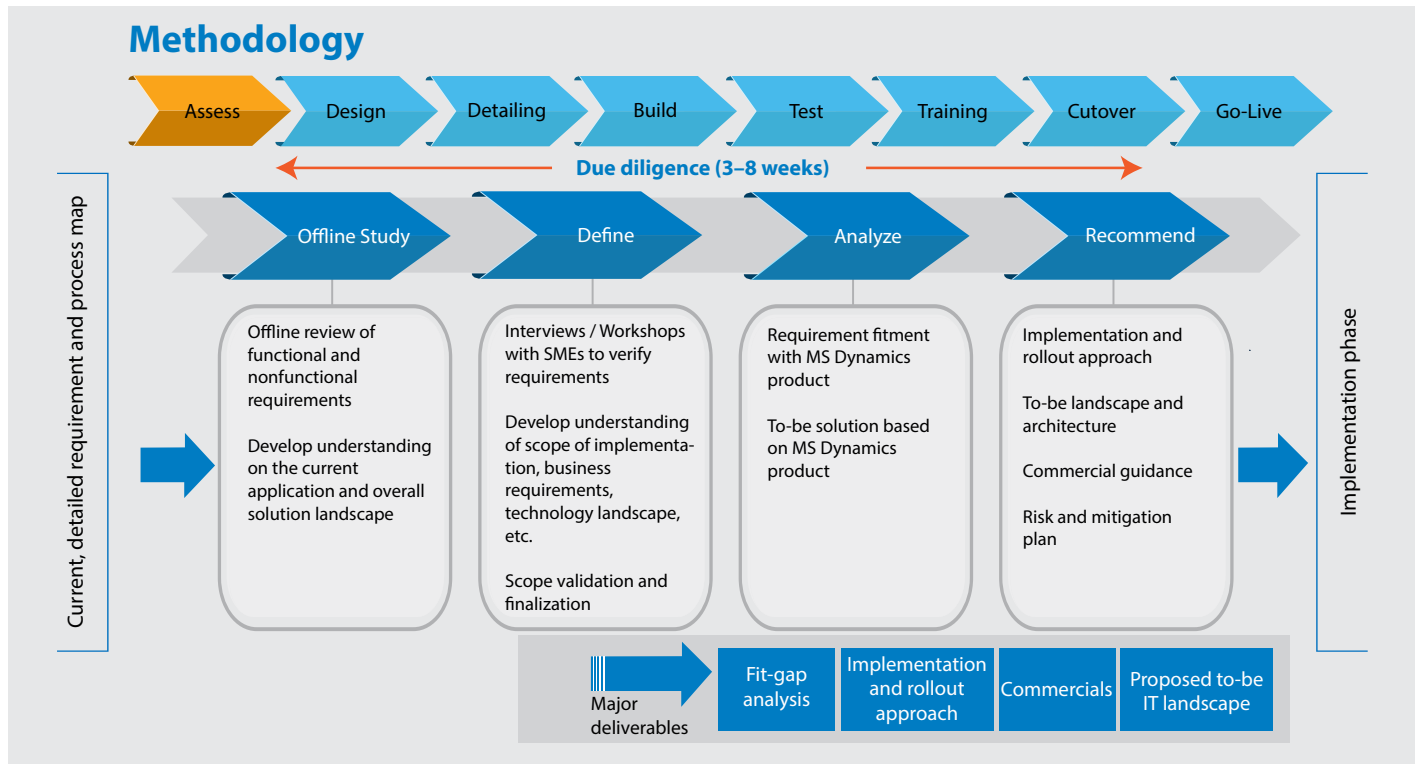 Methodology
Assess
Design
Detailing
Build
Test
Training
Cutover
Go-Live
Due diligence (3–8 weeks)
Current, detailed requirement and process map
Offline Study
Define
Analyze
Recommend
Offline review of
functional and
nonfunctional
requirements
Develop understanding
on the current
application and overall
solution landscape
Interviews / Workshops
with SMEs to verify
requirements
Develop understanding
of scope of implementa-
tion, business
requirements,
technology landscape,
etc.
Scope validation and
finalization
Requirement fitment
with MS Dynamics
product
To-be solution based
on MS Dynamics
product
Implementation and
rollout approach
To-be landscape and
architecture
Commercial guidance
Risk and mitigation
plan
Implementation phase
Major
deliverables
Fit-gap
analysis
Implementation
and rollout
approach
Commercials
Proposed to-be
IT landscape